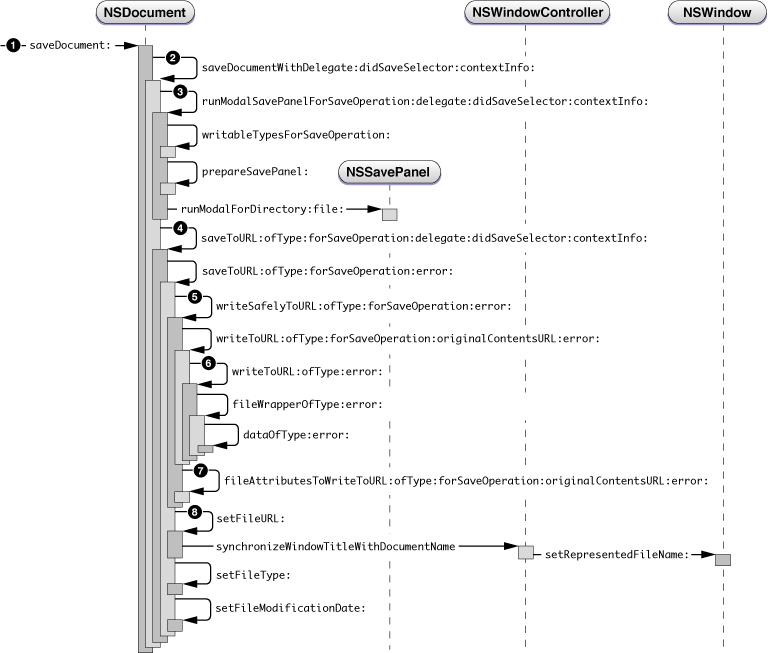 NSDocument
NSWindowController
NSWindow
1 saveDocument:
2
saveDocumentWithDelegate:didSaveSelector:contextInfo:
3
runModalSavePanelForSaveOperation:delegate:didSaveSelector:contextInfo:
writableTypesForSaveOperation:
prepareSavePanel:
NSSavePanel
runModalForDirectory:file:
4
saveToURL:ofType:forSaveOperation:delegate:didSaveSelector:contextInfo:
saveToURL:ofType:forSaveOperation:error:
5
writeSafelyToURL:ofType:forSaveOperation:error:
writeToURL:ofType:forSaveOperation:originalContentsURL:error:
6
writeToURL:ofType:error:
fileWrapperOfType:error:
dataOfType:error:
7
fileAttributesToWriteToURL:ofType:forSaveOperation:originalContentsURL:error:
8
setFileURL:
synchronizeWindowTitleWithDocumentName
setRepresentedFileName:
setFileType:
setFileModificationDate: